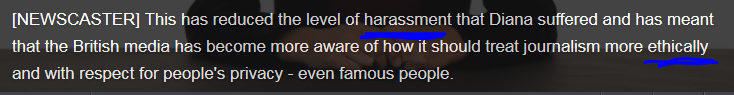 [NEWSCASTER] This has reduced the level of harassment that Diana suffered and has meant
that the British media has become more aware of how it should treat journalism more ethically
and with respect for people's privacy - even famous people.